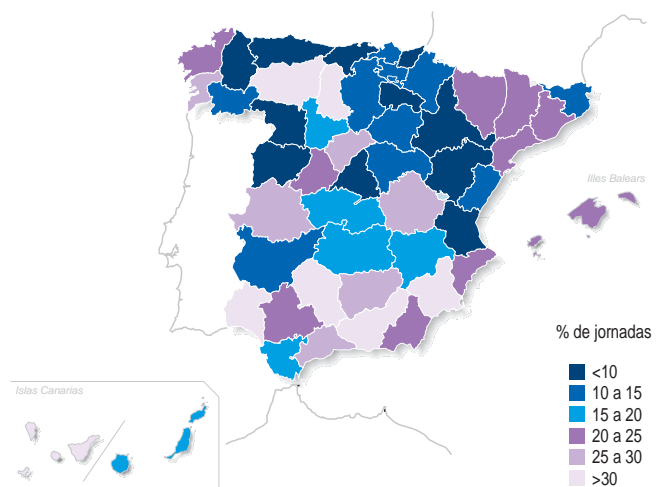 Illes Balears
% de jornadas
<10
10 a 15
15 a 20
20 a 25
25 a 30
>30
Islas Canarias